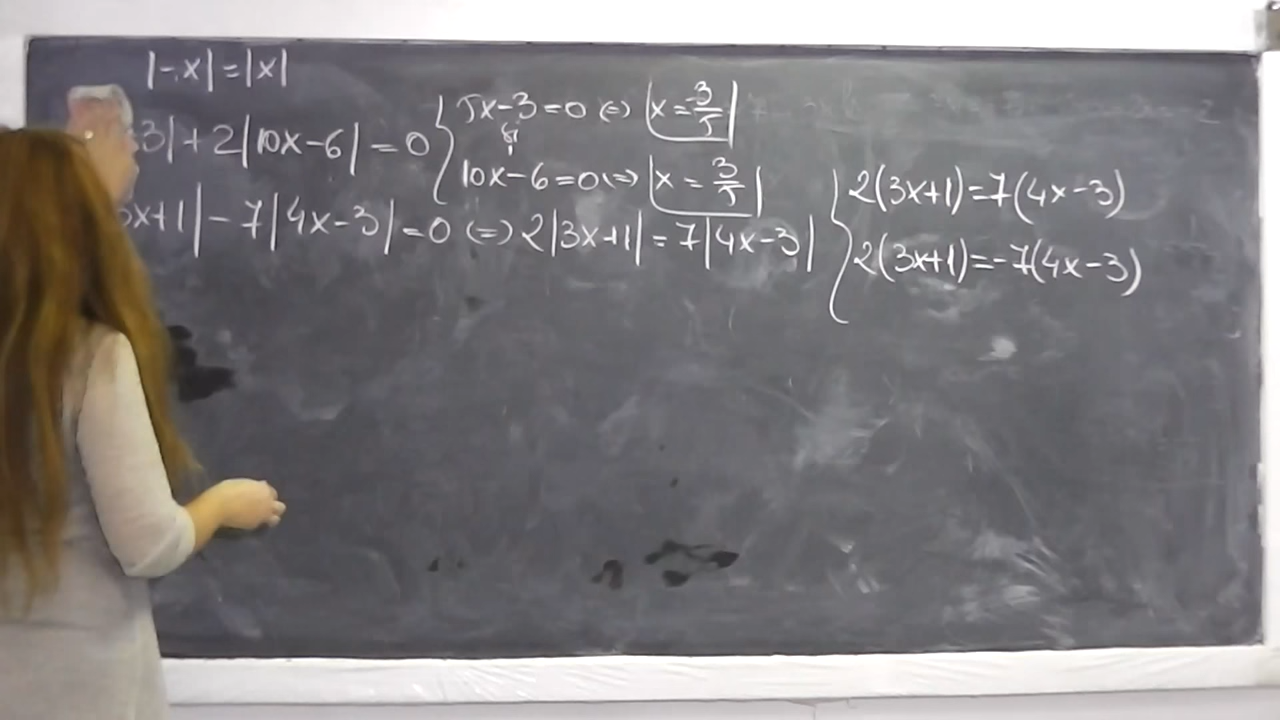 |-x|=|x|
3|+2|10x-6|=0 { 5x-3=0 (=) x=3/5
&
10x-6=0 (=) x=3/5
x+1|-7|4x-3|=0 (=) 2|3x+1|=7|4x-3| { 2(3x+1)=7(4x-3)
2(3x+1)=-7(4x-3)